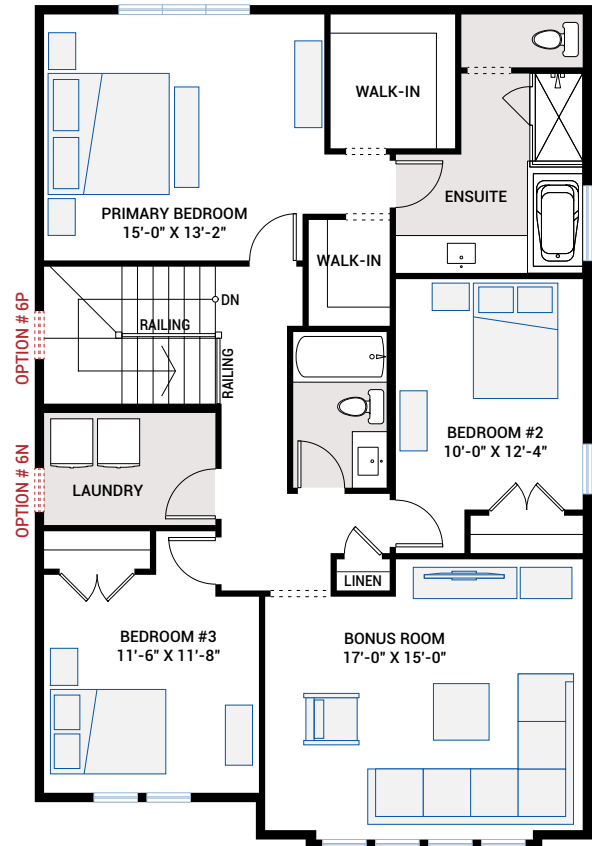 WALK-IN
ENSUITE
PRIMARY BEDROOM
15'-0" X 13'-2"
WALK-IN
DN
RAILING
RAILING
OPTION # 6P
BEDROOM #2
10'-0" X 12'-4"
LAUNDRY
OPTION # 6N
LINEN
BEDROOM #3
11'-6" X 11'-8"
BONUS ROOM
17'-0" X 15'-0"